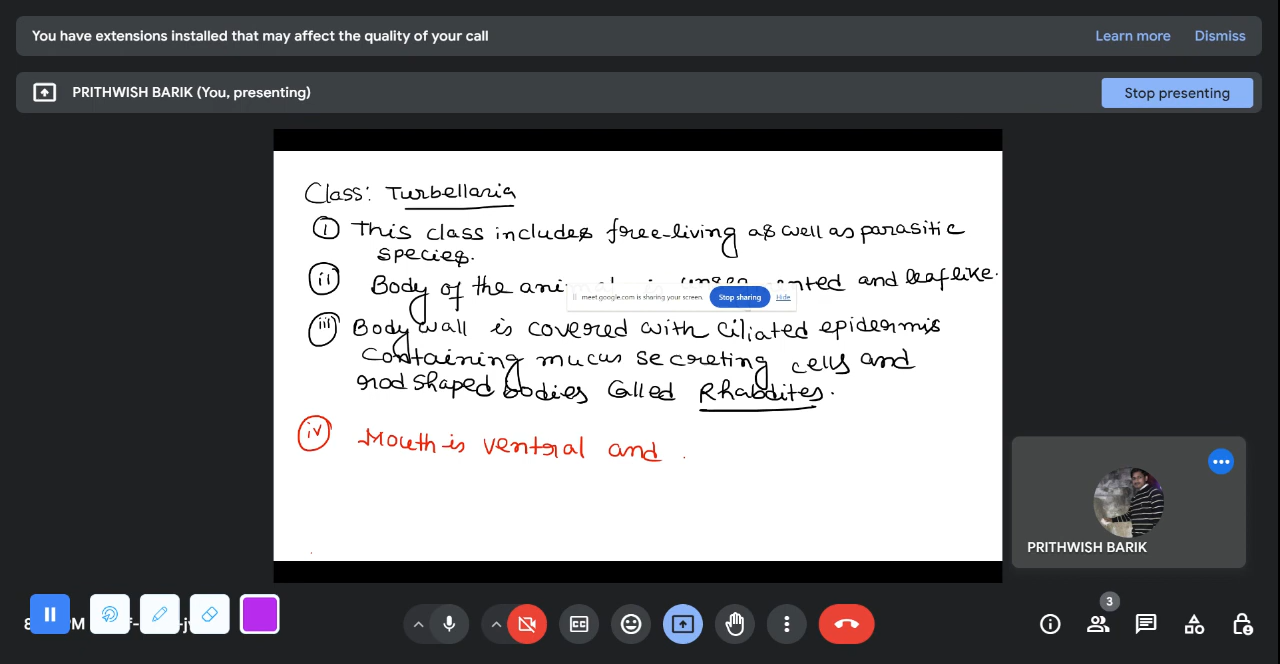 You have extensions installed that may affect the quality of your call
Learn more
Dismiss
PRITHWISH BARIK (You, presenting)
Stop presenting
Class: Turbellaria
i This class includes free-living as well as parasitic
species.
ii Body of the and leaflike.
meet.google.com is sharing your screen.
Stop sharing
Hide
iii Body wall is covered with ciliated epidermis
containing mucus secreting cells and
rod shaped bodies called Rhabdites.
iv Mouth is ventral and
PRITHWISH BARIK
3